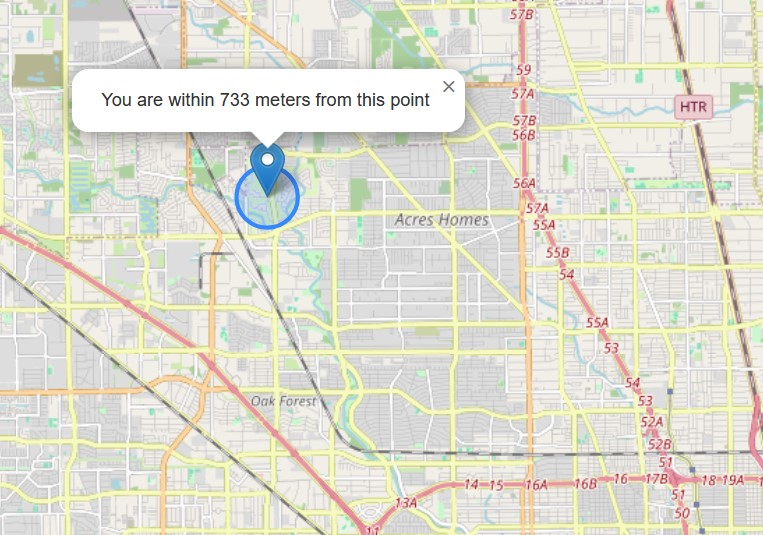 57B
59
57A
You are within 733 meters from this point
×
HTR
57B
56B
56A
57A
Acres Homes
55A
55B
54
55A
53
54
Oak Forest
53
52A
52B
51
14 15 16A 16B 16 17B 18 19A 1
51
13A
50
11